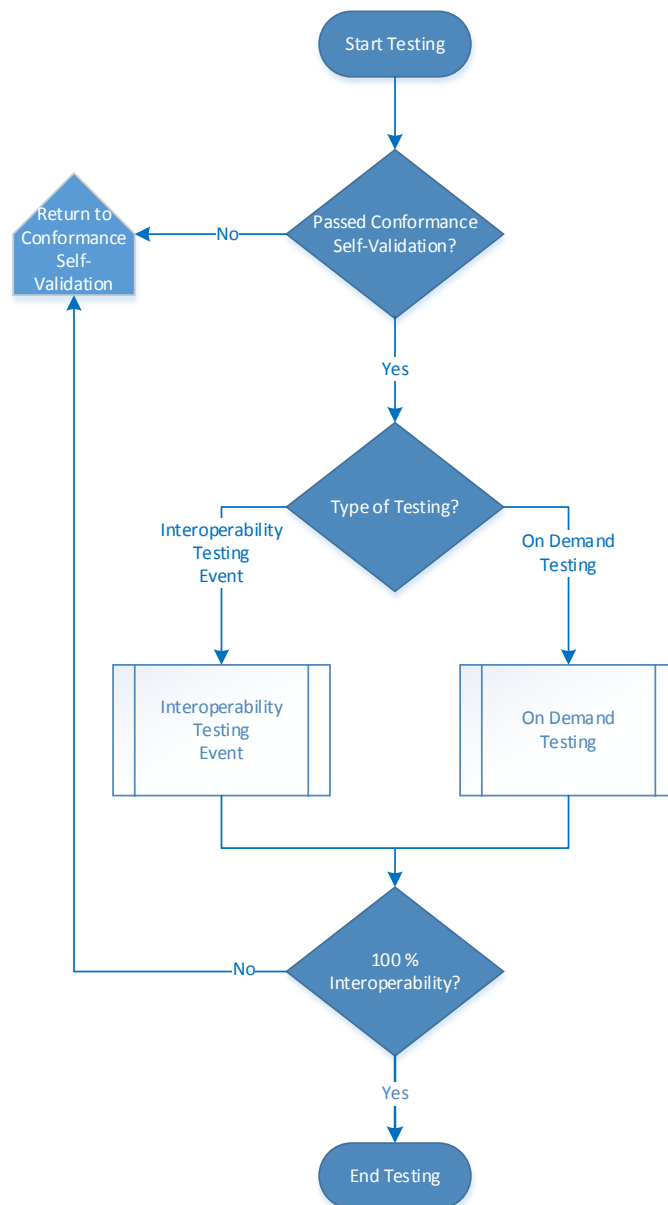 Start Testing
Passed Conformance
Self-Validation?
No
Return to
Conformance
Self-
Validation
Yes
Type of Testing?
Interoperability
Testing
Event
On Demand
Testing
Interoperability
Testing
Event
On Demand
Testing
100 %
Interoperability?
No
Yes
End Testing